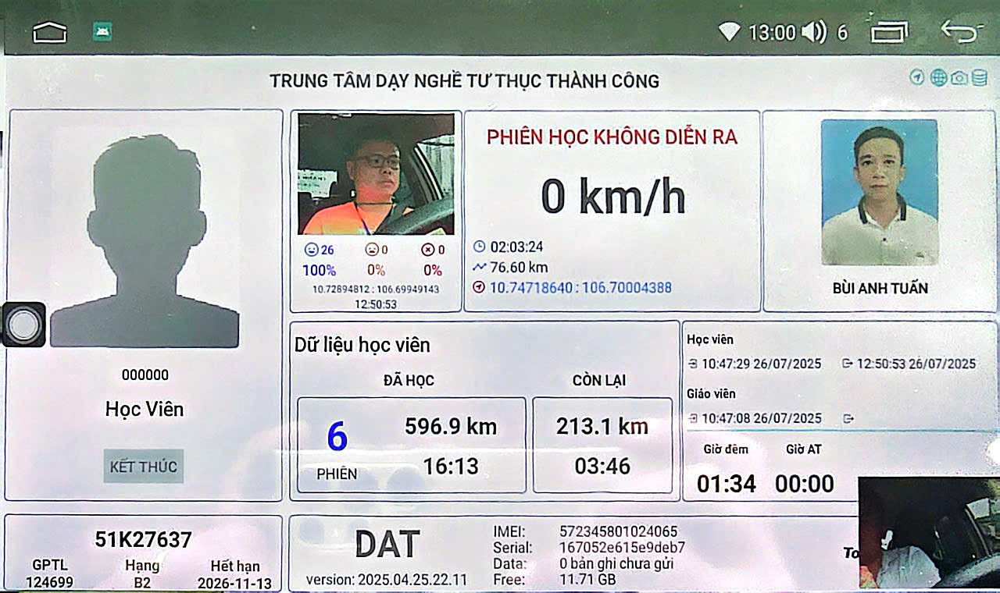 13:00 6
TRUNG TÂM DẠY NGHỀ TƯ THỤC THÀNH CÔNG
000000
Học Viên
KẾT THÚC
26 0 0
100% 0% 0%
10.72894812 : 106.69949143
12:50:53
PHIÊN HỌC KHÔNG DIỄN RA
0 km/h
02:03:24
76.60 km
10.74718640 : 106.70004388
BÙI ANH TUẤN
Dữ liệu học viên
ĐÃ HỌC CÒN LẠI
6 596.9 km 213.1 km
PHIÊN 16:13 03:46
Học viên
10:47:29 26/07/2025 12:50:53 26/07/2025
Giáo viên
10:47:08 26/07/2025
Giờ đêm Giờ AT
01:34 00:00
51K27637
GPTL Hạng Hết hạn
124699 B2 2026-11-13
DAT
version: 2025.04.25.22.11
IMEI: 572345801024065
Serial: 167052e615e9deb7
Data: 0 bản ghi chưa gửi
Free: 11.71 GB